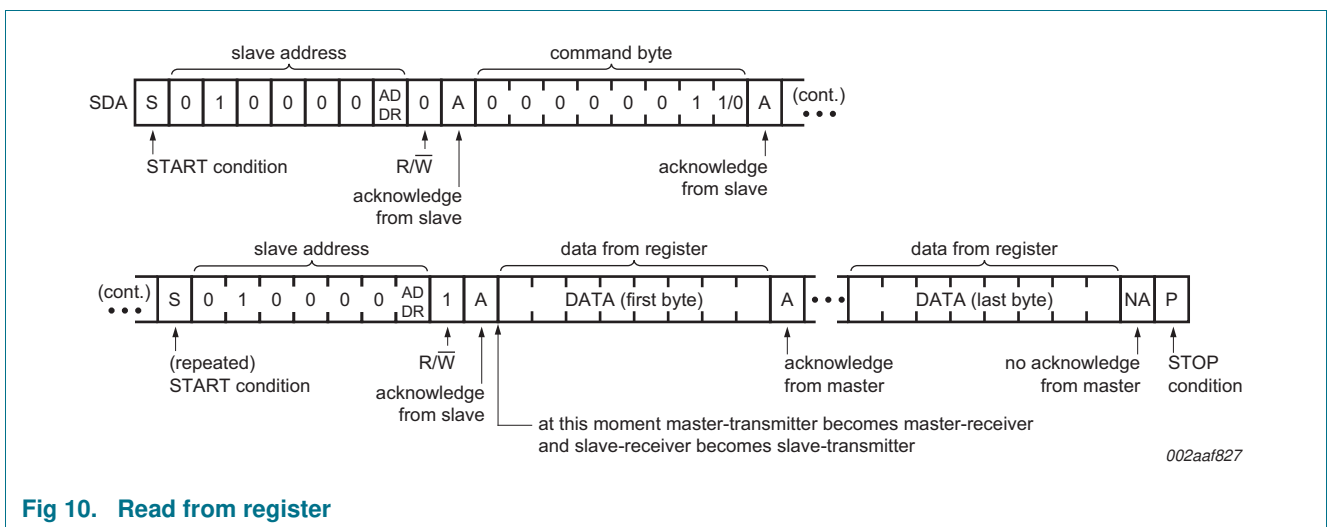 slave address command byte
SDA S 0 1 0 0 0 0 AD DR 0 A 0 0 0 0 0 0 1 1/0 A (cont.)
START condition R/W̅ acknowledge from slave acknowledge from slave
slave address data from register data from register
(cont.) S 0 1 0 0 0 0 AD DR 1 A DATA (first byte) A DATA (last byte) NA P
(repeated) START condition R/W̅ acknowledge from slave acknowledge from master no acknowledge from master STOP condition
at this moment master-transmitter becomes master-receiver
and slave-receiver becomes slave-transmitter
002aaf827
Fig 10. Read from register